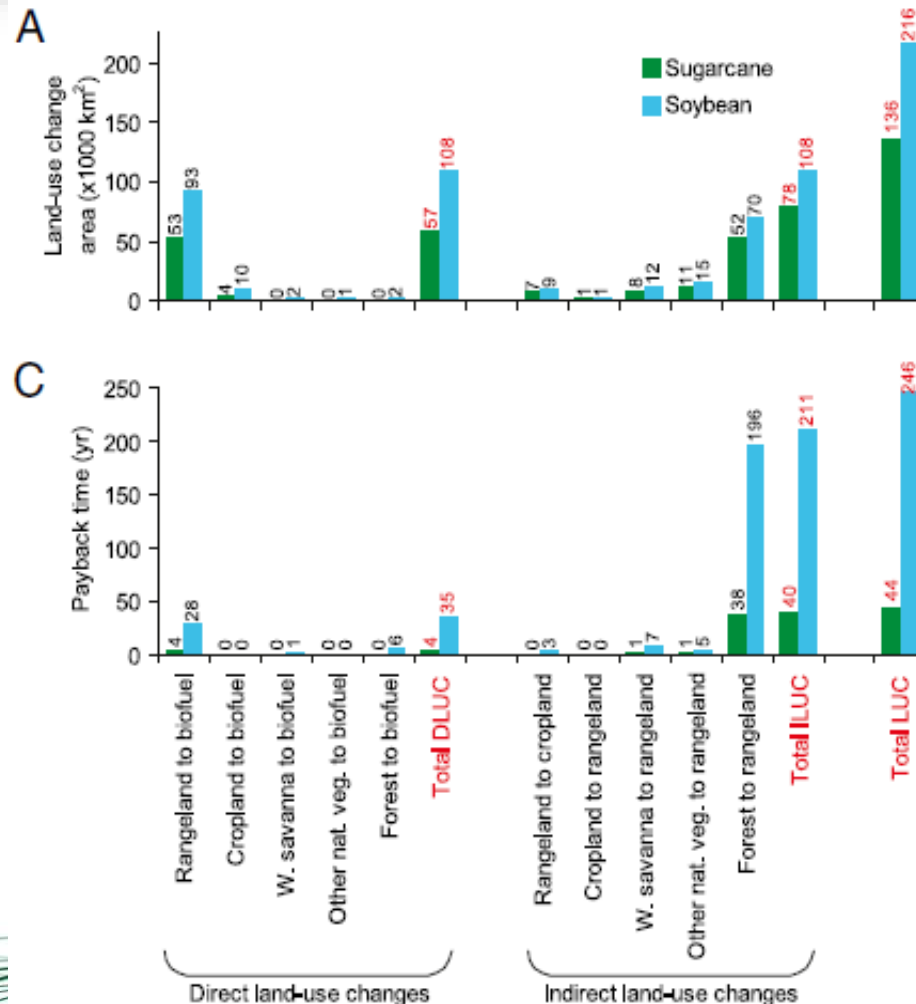 A
Land-use change
area (x1000 km²)
200
150
100
50
0
Sugarcane
Soybean
53
93
4
10
0
2
0
1
0
2
57
108
7
9
1
1
8
12
11
15
52
70
78
108
136
216
C
Payback time (yr)
250
200
150
100
50
0
4
28
0
0
0
1
0
0
0
6
4
35
0
3
0
0
1
7
1
5
38
196
40
211
44
246
Rangeland to biofuel
Cropland to biofuel
W. savanna to biofuel
Other nat. veg. to biofuel
Forest to biofuel
Total DLUC
Rangeland to cropland
Cropland to rangeland
W. savanna to rangeland
Other nat. veg. to rangeland
Forest to rangeland
Total ILUC
Total LUC
Direct land-use changes
Indirect land-use changes